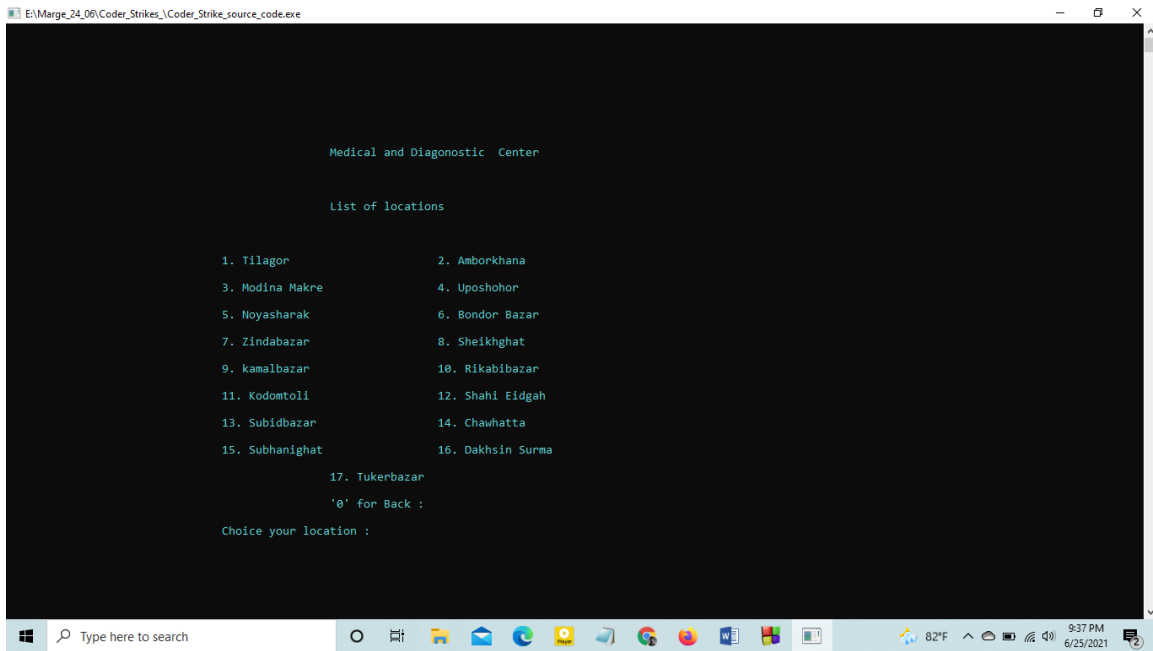 E:\Marge_24_06\Coder_Strikes_\Coder_Strike_source_code.exe
Medical and Diagonostic  Center
List of locations
1. Tilagor 2. Amborkhana
3. Modina Makre 4. Uposhohor
5. Noyasharak 6. Bondor Bazar
7. Zindabazar 8. Sheikhghat
9. kamalbazar 10. Rikabibazar
11. Kodomtoli 12. Shahi Eidgah
13. Subidbazar 14. Chawhatta
15. Subhanighat 16. Dakhsin Surma
17. Tukerbazar
'0' for Back :
Choice your location :
Type here to search
82°F
9:37 PM
6/25/2021
2